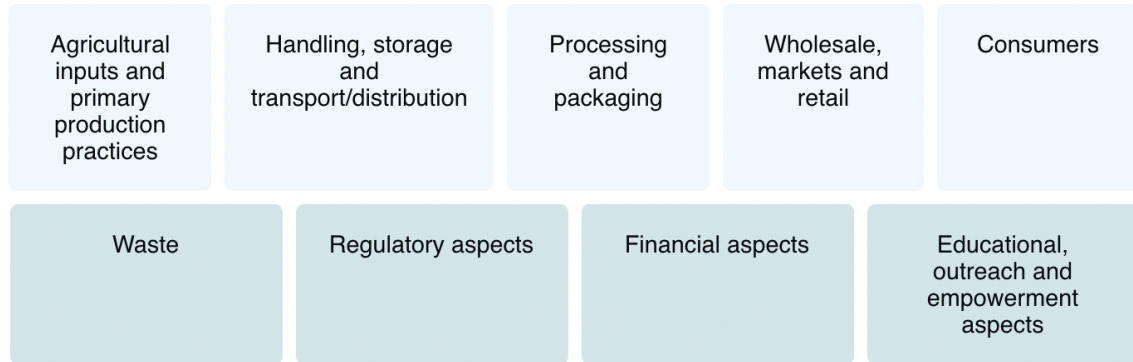 Agricultural
inputs and
primary
production
practices
Handling, storage
and
transport/distribution
Processing
and
packaging
Wholesale,
markets and
retail
Consumers
Waste
Regulatory aspects
Financial aspects
Educational,
outreach and
empowerment
aspects